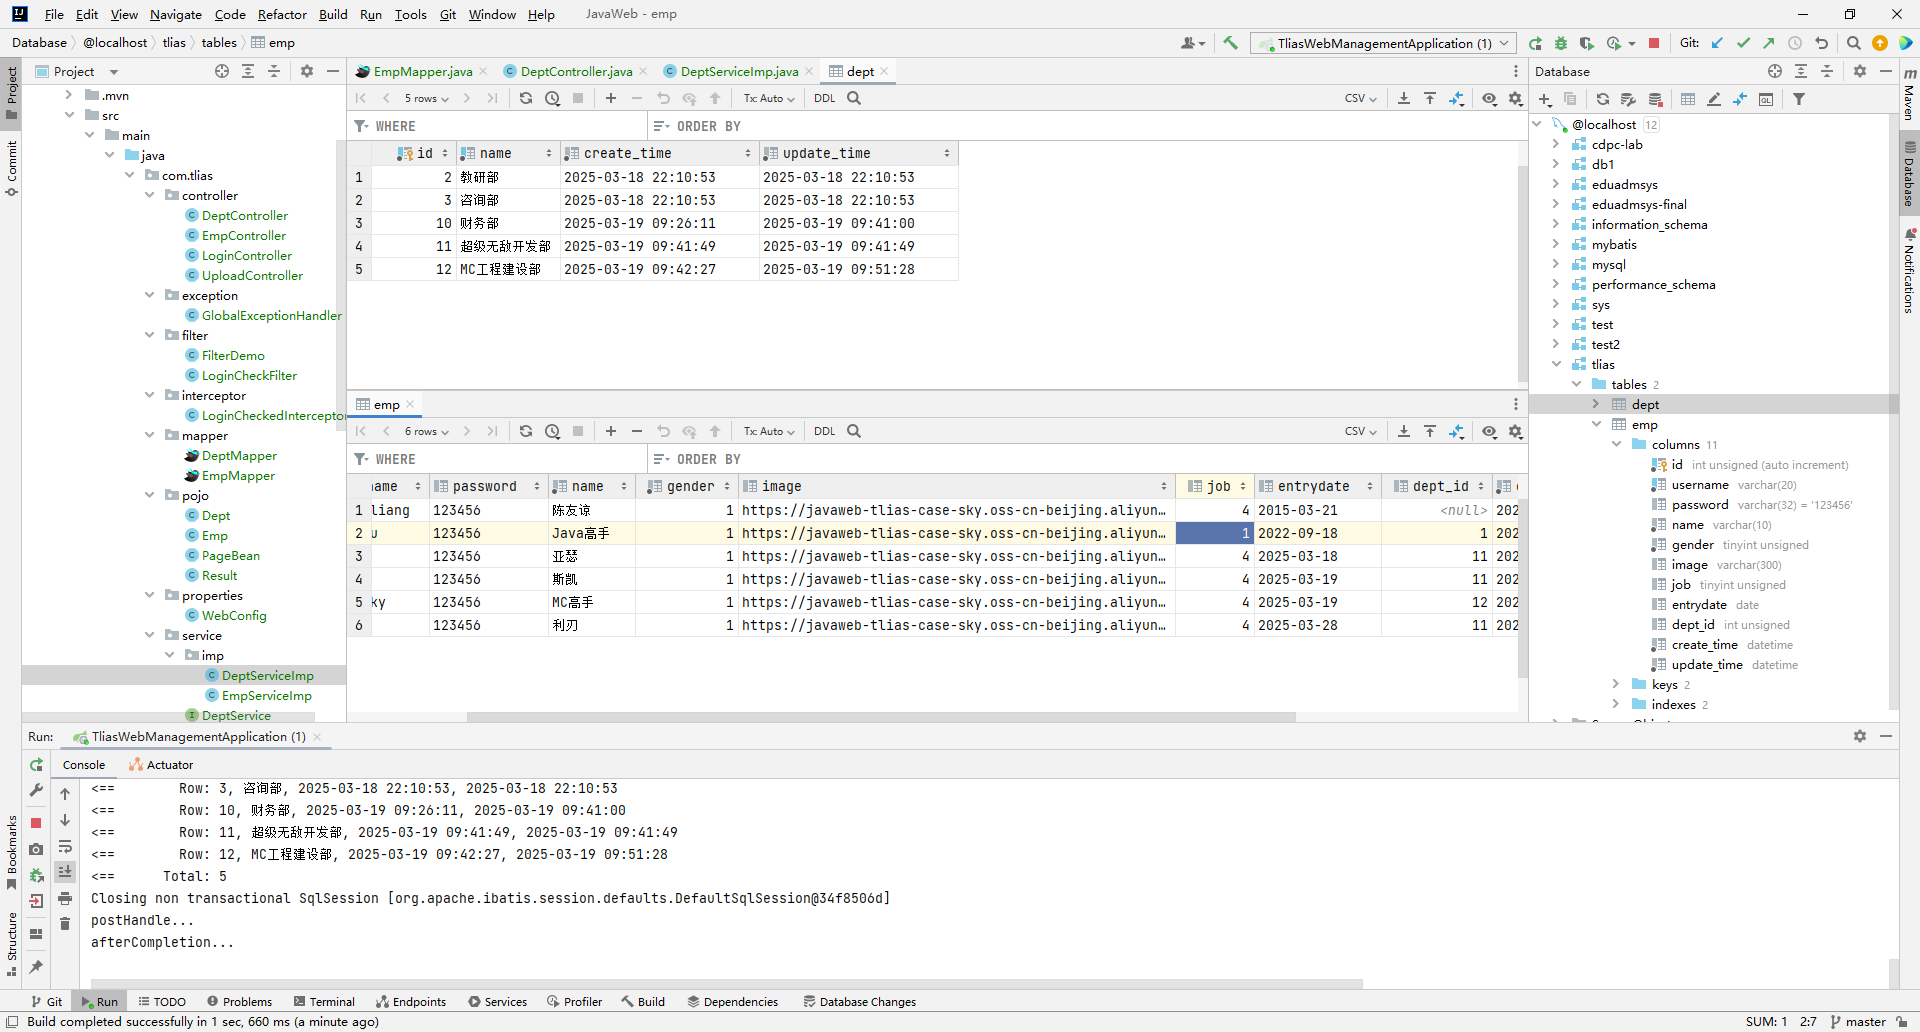 File Edit View Navigate Code Refactor Build Run Tools Git Window Help JavaWeb - emp
Database @localhost tlias tables emp TliasWebManagementApplication (1) Git:
Project
EmpMapper.java DeptController.java DeptServiceImp.java dept
Database
5 rows Tx: Auto DDL CSV
WHERE ORDER BY
id name create_time update_time
1 2 教研部 2025-03-18 22:10:53 2025-03-18 22:10:53
2 3 咨询部 2025-03-18 22:10:53 2025-03-18 22:10:53
3 10 财务部 2025-03-19 09:26:11 2025-03-19 09:41:00
4 11 超级无敌开发部 2025-03-19 09:41:49 2025-03-19 09:41:49
5 12 MC工程建设部 2025-03-19 09:42:27 2025-03-19 09:51:28
emp
6 rows Tx: Auto DDL CSV
WHERE ORDER BY
name password name gender image job entrydate dept_id
1 liang 123456 陈友谅 1 https://javaweb-tlias-case-sky.oss-cn-beijing.aliyun… 4 2015-03-21 <null> 202
2 u 123456 Java高手 1 https://javaweb-tlias-case-sky.oss-cn-beijing.aliyun… 1 2022-09-18 1 202
3 123456 亚瑟 1 https://javaweb-tlias-case-sky.oss-cn-beijing.aliyun… 4 2025-03-18 11 202
4 123456 斯凯 1 https://javaweb-tlias-case-sky.oss-cn-beijing.aliyun… 4 2025-03-19 11 202
5 ky 123456 MC高手 1 https://javaweb-tlias-case-sky.oss-cn-beijing.aliyun… 4 2025-03-19 12 202
6 123456 利刃 1 https://javaweb-tlias-case-sky.oss-cn-beijing.aliyun… 4 2025-03-28 11 202
Project
Commit
.mvn
src
main
java
com.tlias
controller
DeptController
EmpController
LoginController
UploadController
exception
GlobalExceptionHandler
filter
FilterDemo
LoginCheckFilter
interceptor
LoginCheckedInterceptor
mapper
DeptMapper
EmpMapper
pojo
Dept
Emp
PageBean
Result
properties
WebConfig
service
imp
DeptServiceImp
EmpServiceImp
DeptService
@localhost 12
cdpc-lab
db1
eduadmsys
eduadmsys-final
information_schema
mybatis
mysql
performance_schema
sys
test
test2
tlias
tables 2
dept
emp
columns 11
id int unsigned (auto increment)
username varchar(20)
password varchar(32) = '123456'
name varchar(10)
gender tinyint unsigned
image varchar(300)
job tinyint unsigned
entrydate date
dept_id int unsigned
create_time datetime
update_time datetime
keys 2
indexes 2
Maven
Database
Notifications
Run: TliasWebManagementApplication (1)
Console Actuator
<== Row: 3, 咨询部, 2025-03-18 22:10:53, 2025-03-18 22:10:53
<== Row: 10, 财务部, 2025-03-19 09:26:11, 2025-03-19 09:41:00
<== Row: 11, 超级无敌开发部, 2025-03-19 09:41:49, 2025-03-19 09:41:49
<== Row: 12, MC工程建设部, 2025-03-19 09:42:27, 2025-03-19 09:51:28
<== Total: 5
Closing non transactional SqlSession [org.apache.ibatis.session.defaults.DefaultSqlSession@34f8506d]
postHandle...
afterCompletion...
Bookmarks
Structure
Git Run TODO Problems Terminal Endpoints Services Profiler Build Dependencies Database Changes
Build completed successfully in 1 sec, 660 ms (a minute ago) SUM: 1 2:7 master